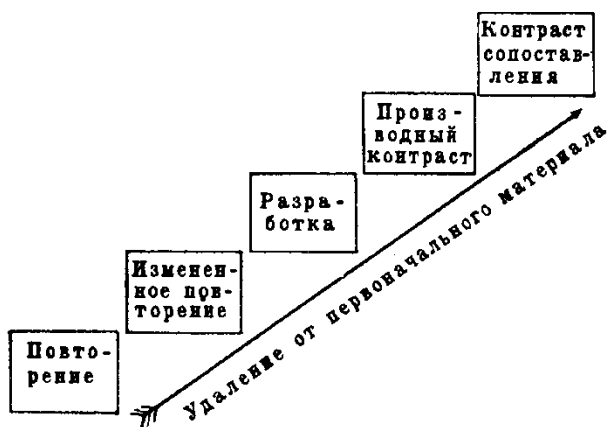 Контраст
сопостав-
ления
Произ-
водный
контраст
Разра-
ботка
Изменен-
ное пов-
торение
Повто-
рение
Удаление от первоначального материала